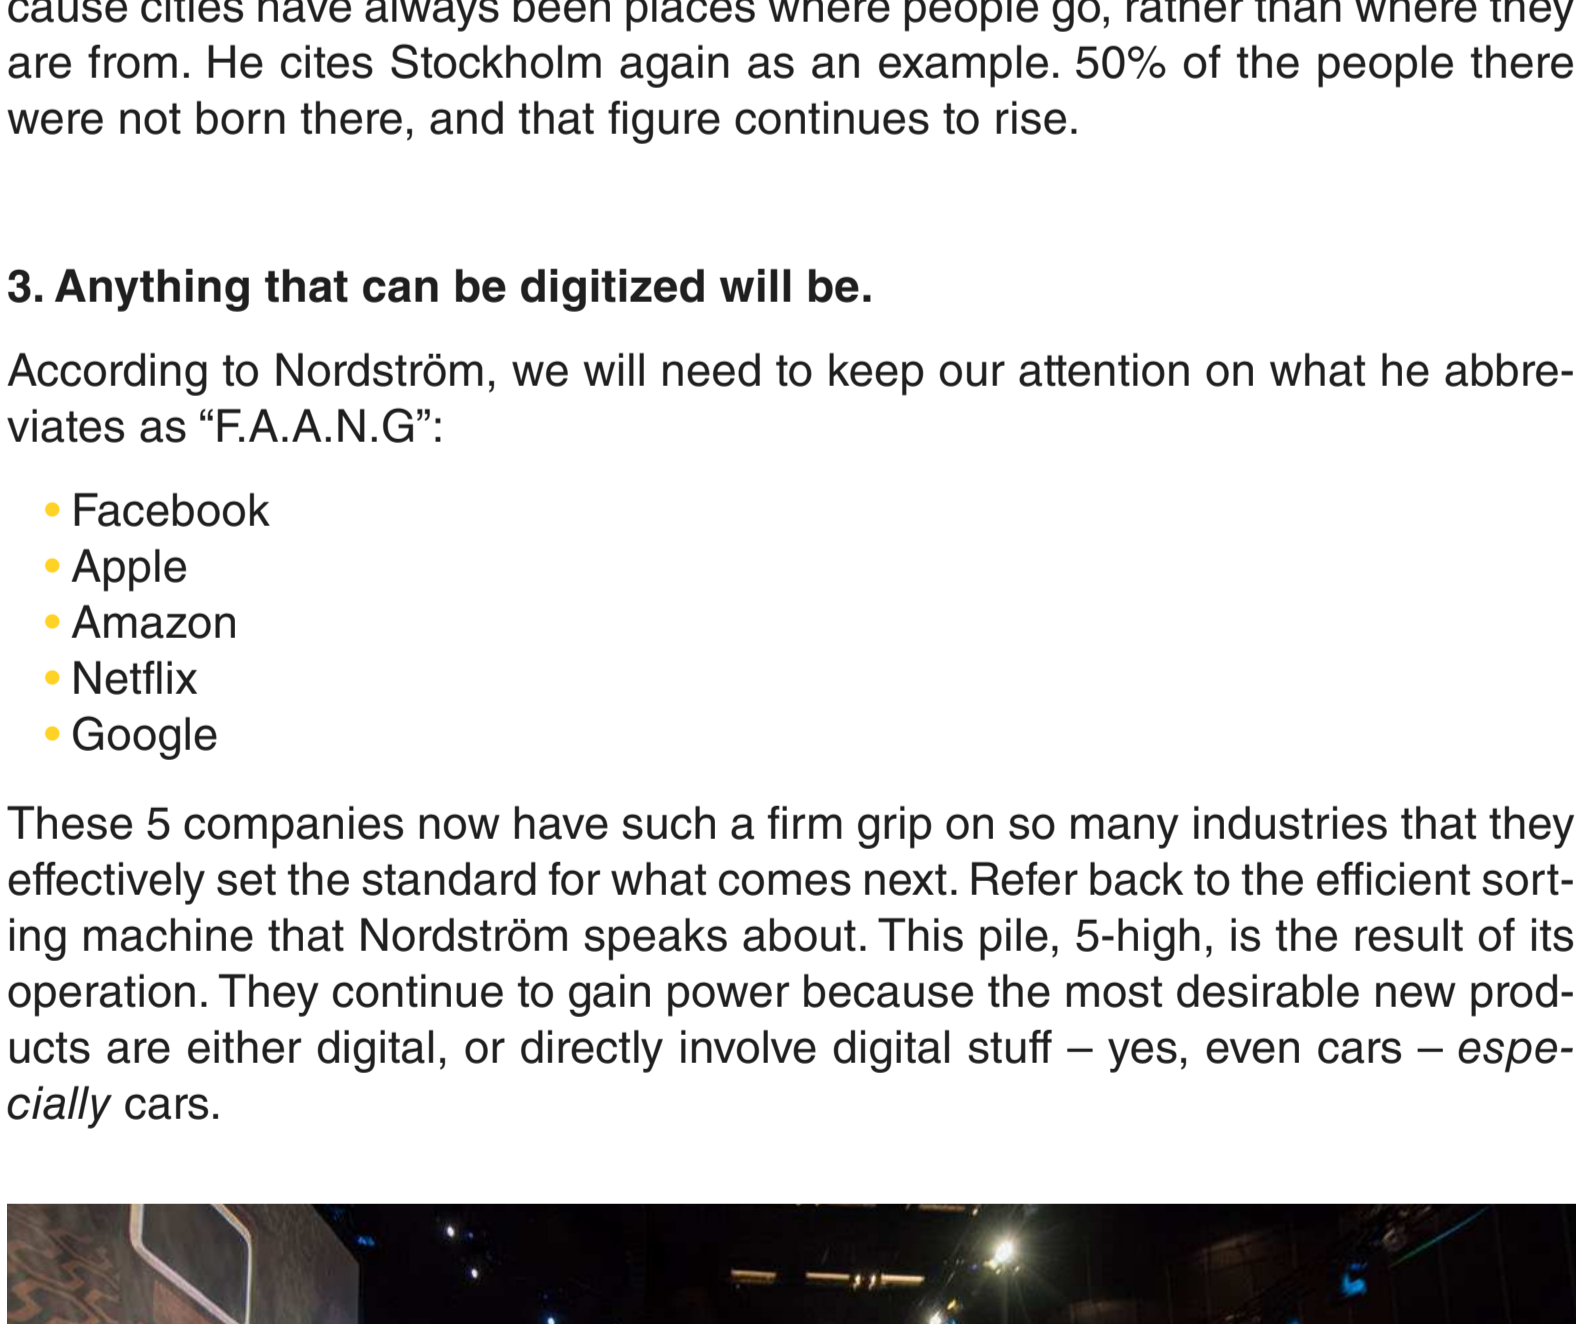 cause cities have always been places where people go, rather than where they
are from. He cites Stockholm again as an example. 50% of the people there
were not born there, and that figure continues to rise.
3. Anything that can be digitized will be.
According to Nordström, we will need to keep our attention on what he abbre-
viates as “F.A.A.N.G”:
• Facebook
• Apple
• Amazon
• Netflix
• Google
These 5 companies now have such a firm grip on so many industries that they
effectively set the standard for what comes next. Refer back to the efficient sort-
ing machine that Nordström speaks about. This pile, 5-high, is the result of its
operation. They continue to gain power because the most desirable new prod-
ucts are either digital, or directly involve digital stuff – yes, even cars – espe-
cially cars.